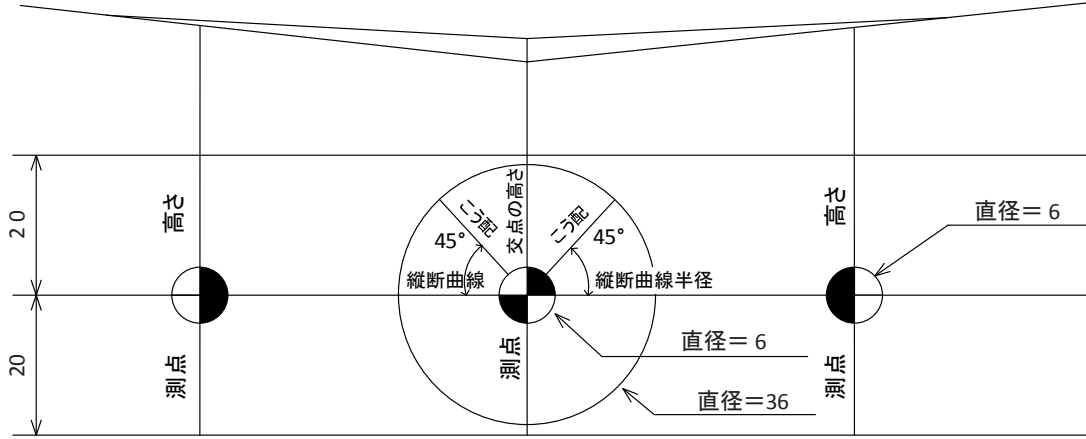 20
20
高さ
測点
こう配
交点の高さ
こう配
45°
45°
縦断曲線
縦断曲線半径
測点
高さ
測点
直径＝ 6
直径＝ 6
直径＝36